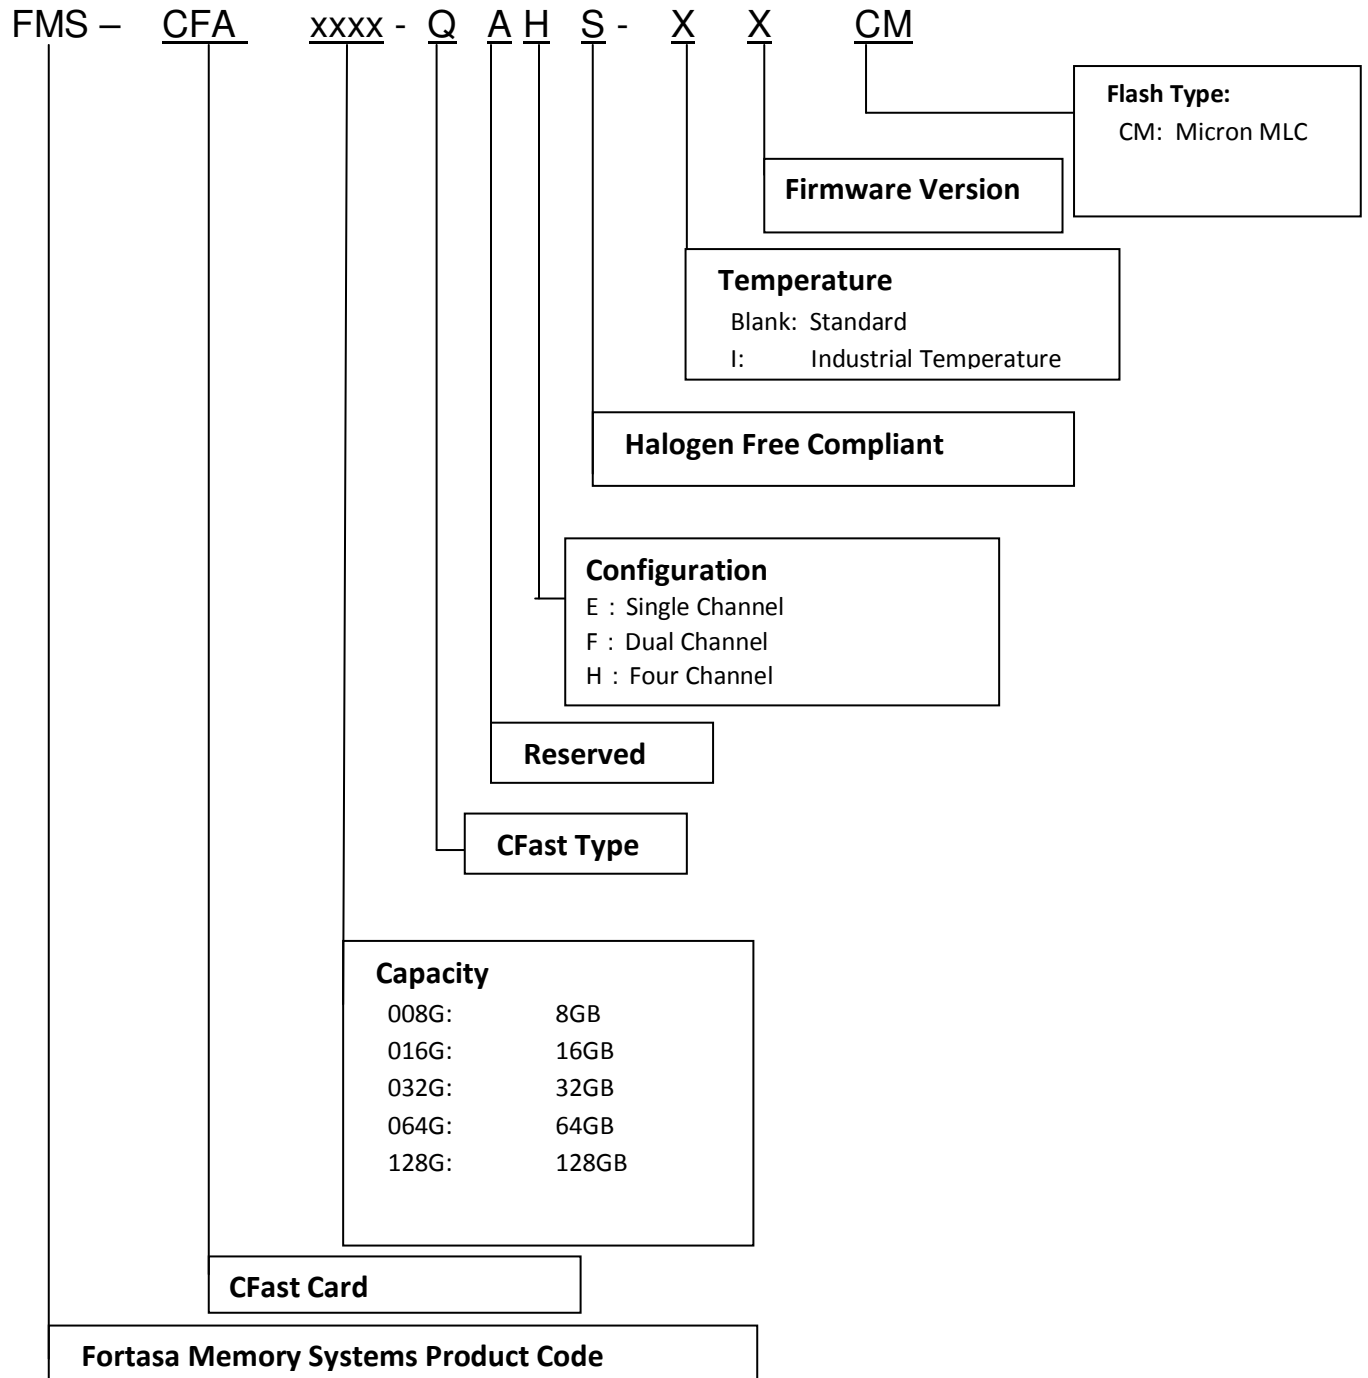 FMS – CFA xxxx - Q A H S - X X CM
Flash Type:
CM: Micron MLC
Firmware Version
Temperature
Blank: Standard
I: Industrial Temperature
Halogen Free Compliant
Configuration
E : Single Channel
F : Dual Channel
H : Four Channel
Reserved
CFast Type
Capacity
008G: 8GB
016G: 16GB
032G: 32GB
064G: 64GB
128G: 128GB
CFast Card
Fortasa Memory Systems Product Code